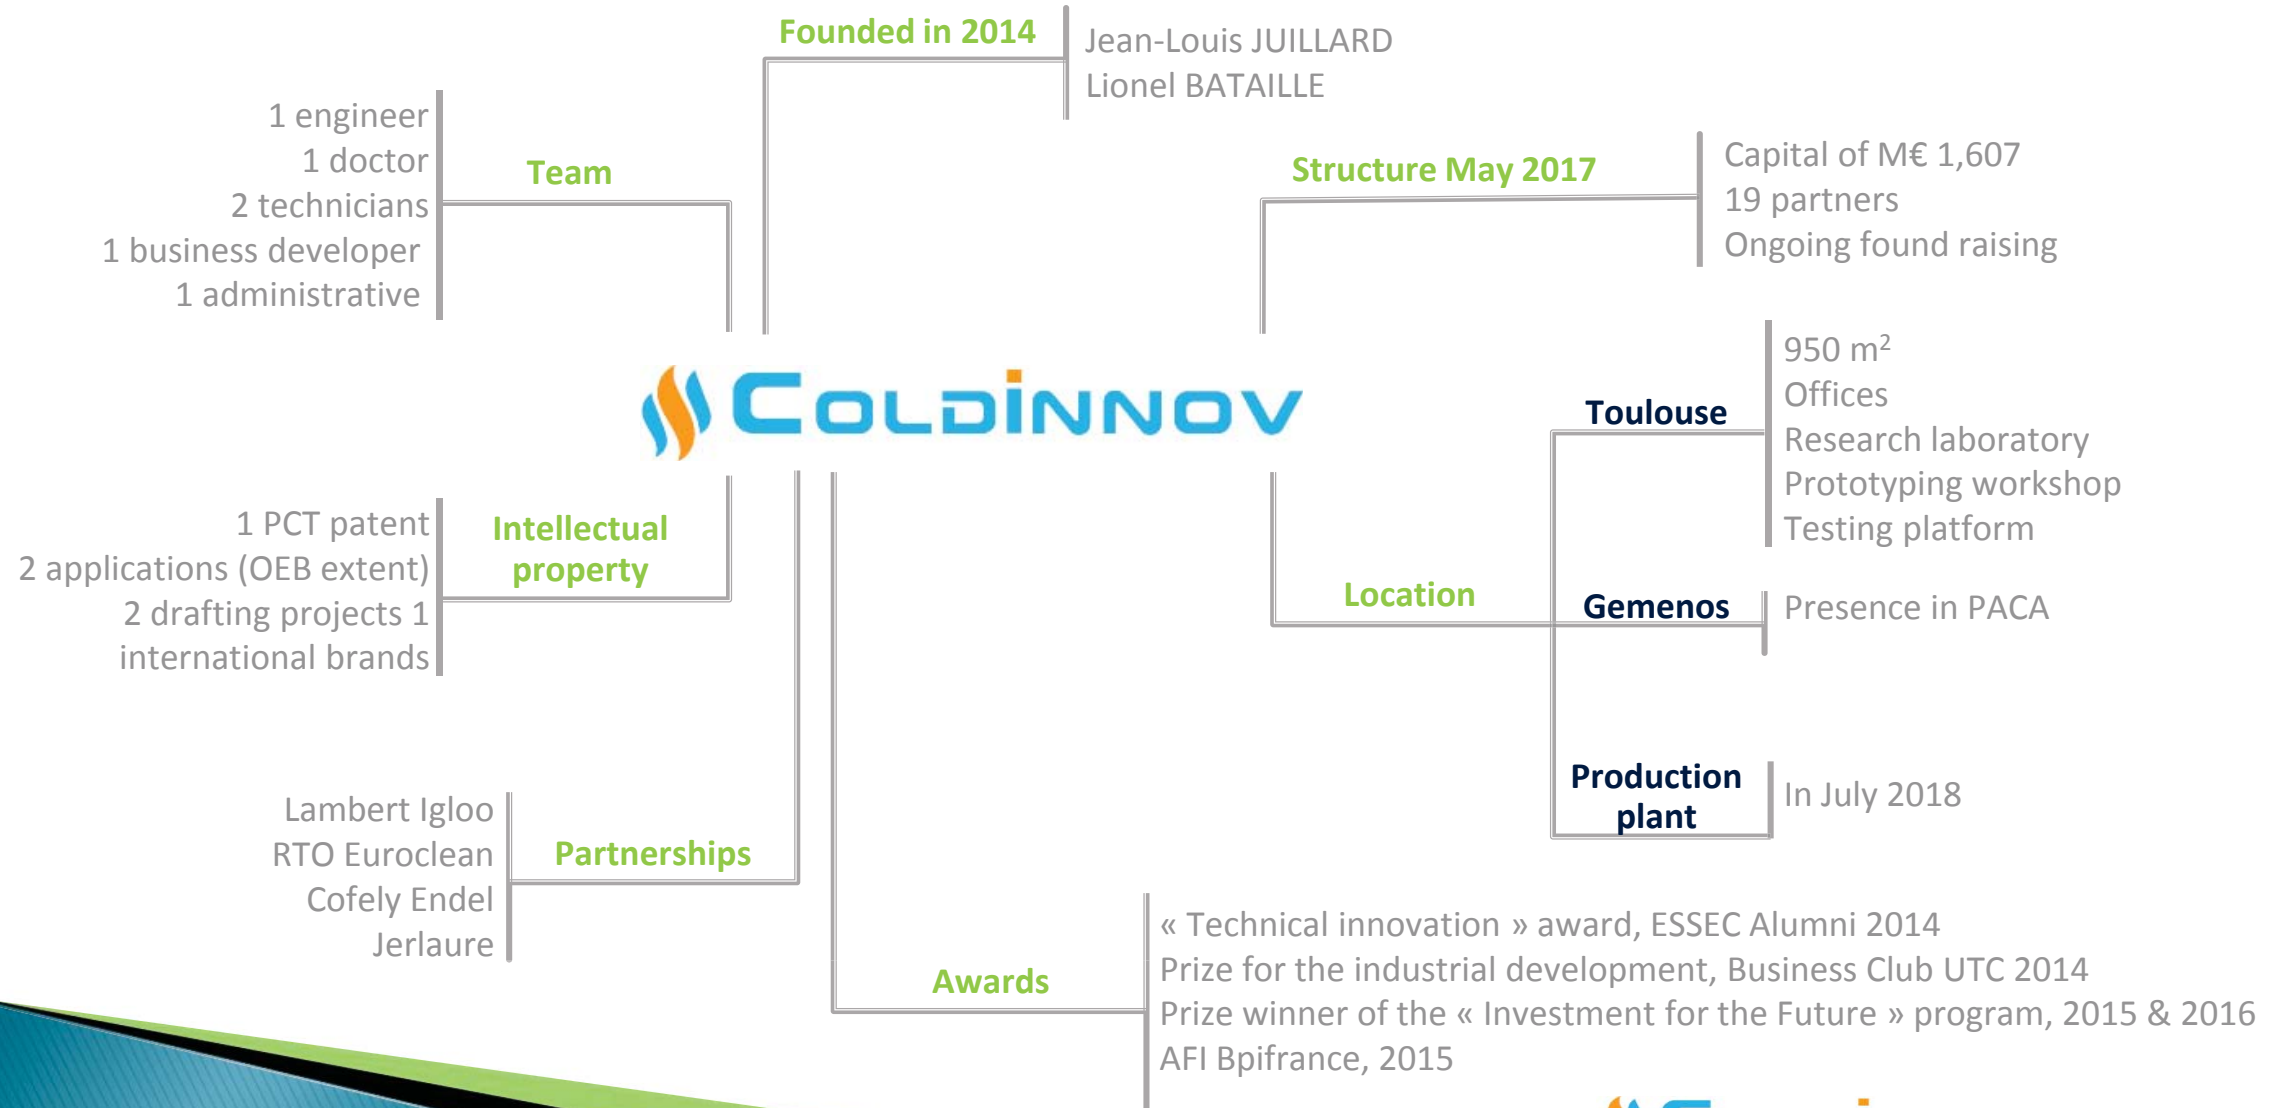 Founded in 2014
Jean-Louis JUILLARD
Lionel BATAILLE
1 engineer
1 doctor
2 technicians
1 business developer
1 administrative
Team
Structure May 2017
Capital of M€ 1,607
19 partners
Ongoing found raising
COLDINNOV
Toulouse
950 m²
Offices
Research laboratory
Prototyping workshop
Testing platform
1 PCT patent
2 applications (OEB extent)
2 drafting projects 1
international brands
Intellectual
property
Location
Gemenos
Presence in PACA
Production
plant
In July 2018
Lambert Igloo
RTO Euroclean
Cofely Endel
Jerlaure
Partnerships
Awards
« Technical innovation » award, ESSEC Alumni 2014
Prize for the industrial development, Business Club UTC 2014
Prize winner of the « Investment for the Future » program, 2015 & 2016
AFI Bpifrance, 2015